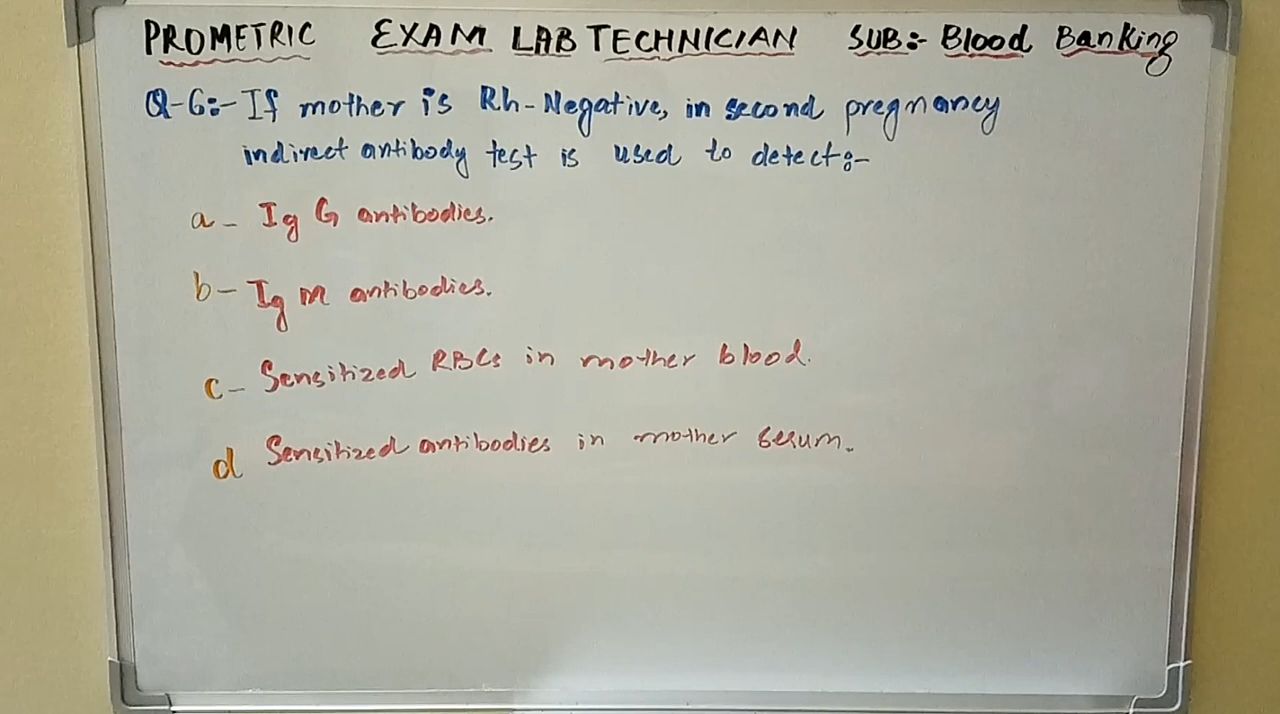 PROMETRIC EXAM LAB TECHNICIAN SUB:- Blood Banking
Q-6:- If mother is Rh-Negative, in second pregnancy
indirect antibody test is used to detect:-
a - Ig G antibodies.
b - Ig M antibodies.
c - Sensitized RBCs in mother blood.
d Sensitized antibodies in mother serum.